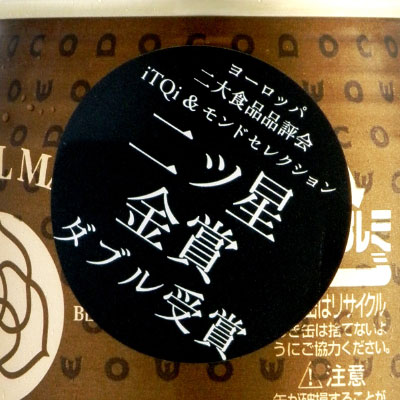 ヨーロッパ
二大食品品評会
iTQi & モンドセレクション
二ツ星
金賞
ダブル受賞
はリサイクル
き缶は捨てないよ
うにご協力ください。
⚠注意